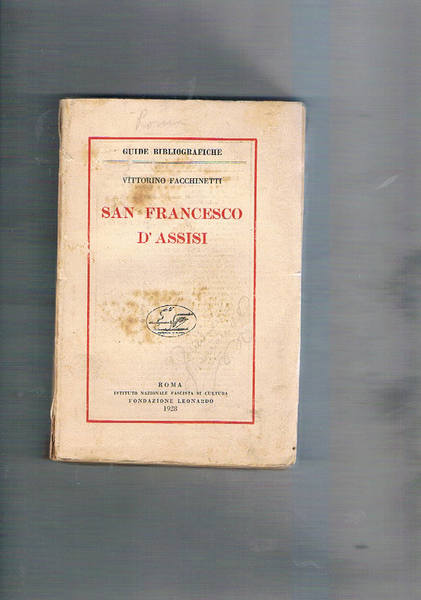 GUIDE BIBLIOGRAFICHE
VITTORINO FACCHINETTI
SAN FRANCESCO
D'ASSISI
ROMA
ISTITUTO NAZIONALE FASCISTA DI CULTURA
FONDAZIONE LEONARDO
1928